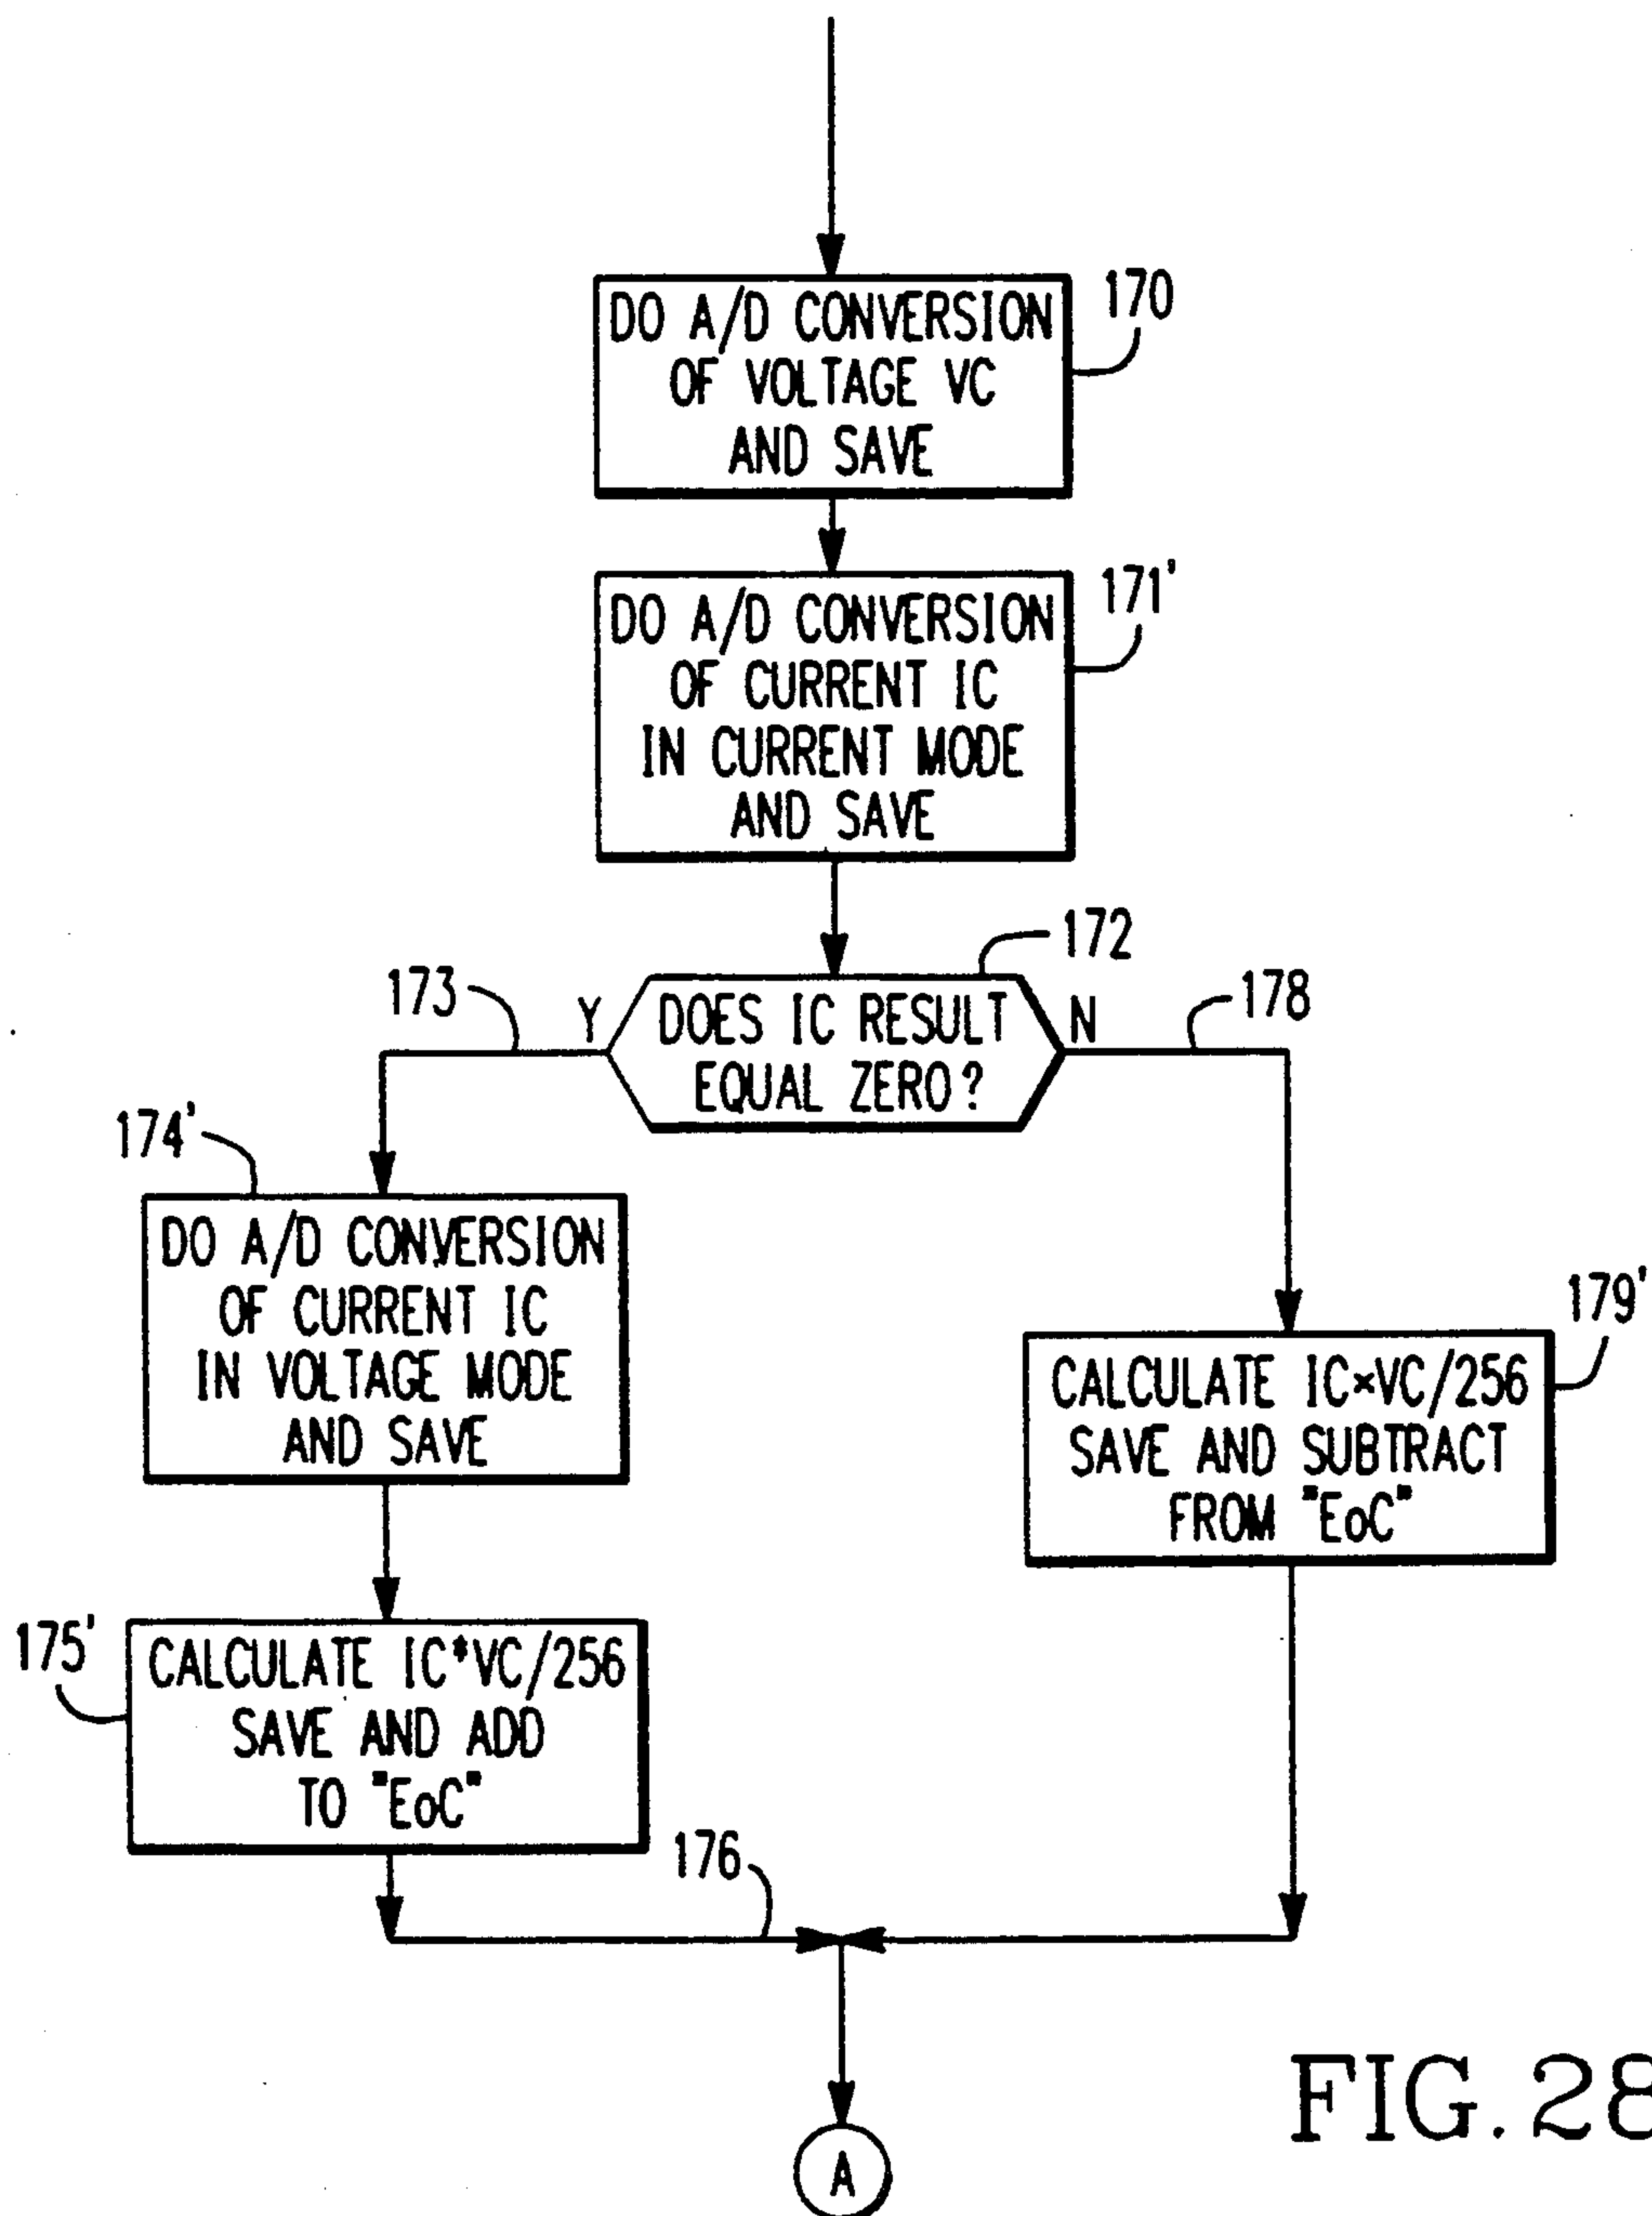 DO A/D CONVERSION
OF VOLTAGE VC
AND SAVE
170
DO A/D CONVERSION
OF CURRENT IC
IN CURRENT MODE
AND SAVE
171'
172
173
Y
DOES IC RESULT
EQUAL ZERO?
N
178
174'
DO A/D CONVERSION
OF CURRENT IC
IN VOLTAGE MODE
AND SAVE
179'
CALCULATE IC×VC/256
SAVE AND SUBTRACT
FROM "EoC"
175'
CALCULATE IC*VC/256
SAVE AND ADD
TO "EoC"
176
A
FIG. 28